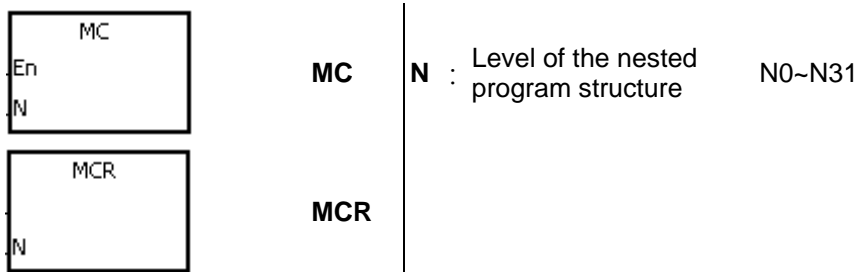 MC
En
N
MC
N : Level of the nested program structure N0~N31
MCR
N
MCR